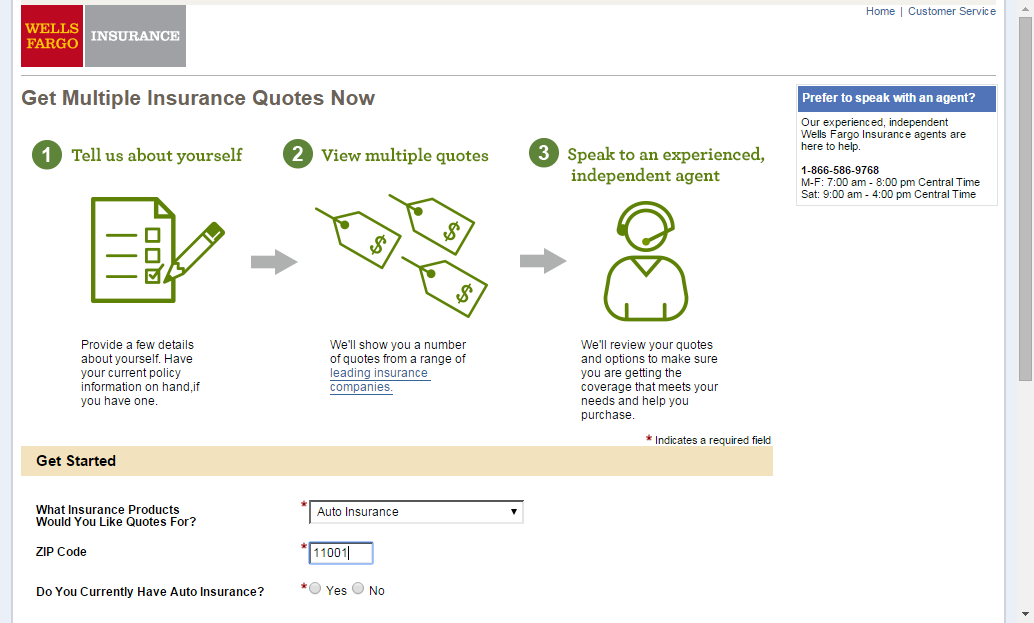 Home | Customer Service
WELLS
FARGO
INSURANCE
Get Multiple Insurance Quotes Now
1 Tell us about yourself
2 View multiple quotes
3 Speak to an experienced,
independent agent
$
$
$
Provide a few details
about yourself. Have
your current policy
information on hand,if
you have one.
We'll show you a number
of quotes from a range of
leading insurance
companies.
We'll review your quotes
and options to make sure
you are getting the
coverage that meets your
needs and help you
purchase.
Prefer to speak with an agent?
Our experienced, independent
Wells Fargo Insurance agents are
here to help.
1-866-586-9768
M-F: 7:00 am - 8:00 pm Central Time
Sat: 9:00 am - 4:00 pm Central Time
* Indicates a required field
Get Started
What Insurance Products
Would You Like Quotes For?
* Auto Insurance
ZIP Code * 11001
Do You Currently Have Auto Insurance? * Yes No